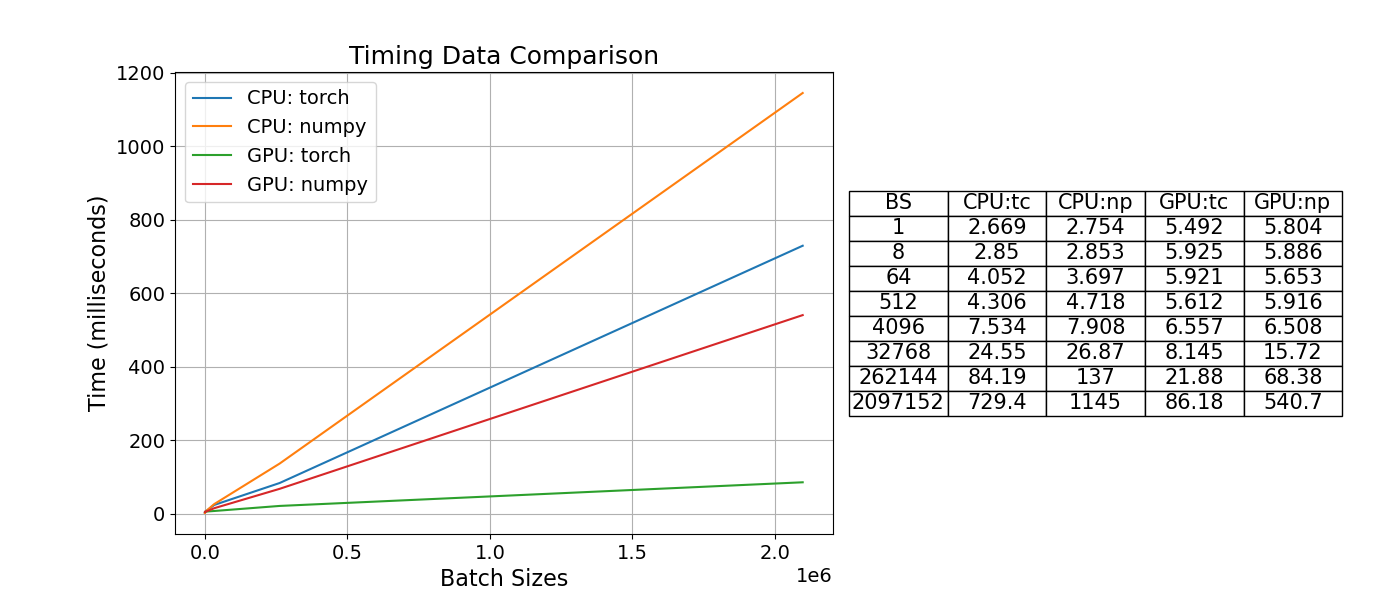 Timing Data Comparison
1200
1000
800
600
400
200
0
Time (milliseconds)
CPU: torch
CPU: numpy
GPU: torch
GPU: numpy
0.0 0.5 1.0 1.5 2.0
1e6
Batch Sizes
BS CPU:tc CPU:np GPU:tc GPU:np
1 2.669 2.754 5.492 5.804
8 2.85 2.853 5.925 5.886
64 4.052 3.697 5.921 5.653
512 4.306 4.718 5.612 5.916
4096 7.534 7.908 6.557 6.508
32768 24.55 26.87 8.145 15.72
262144 84.19 137 21.88 68.38
2097152 729.4 1145 86.18 540.7